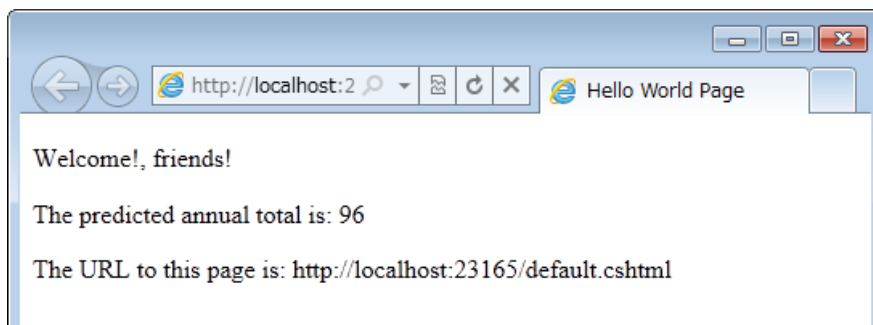 http://localhost:2
Hello World Page
Welcome!, friends!
The predicted annual total is: 96
The URL to this page is: http://localhost:23165/default.cshtml